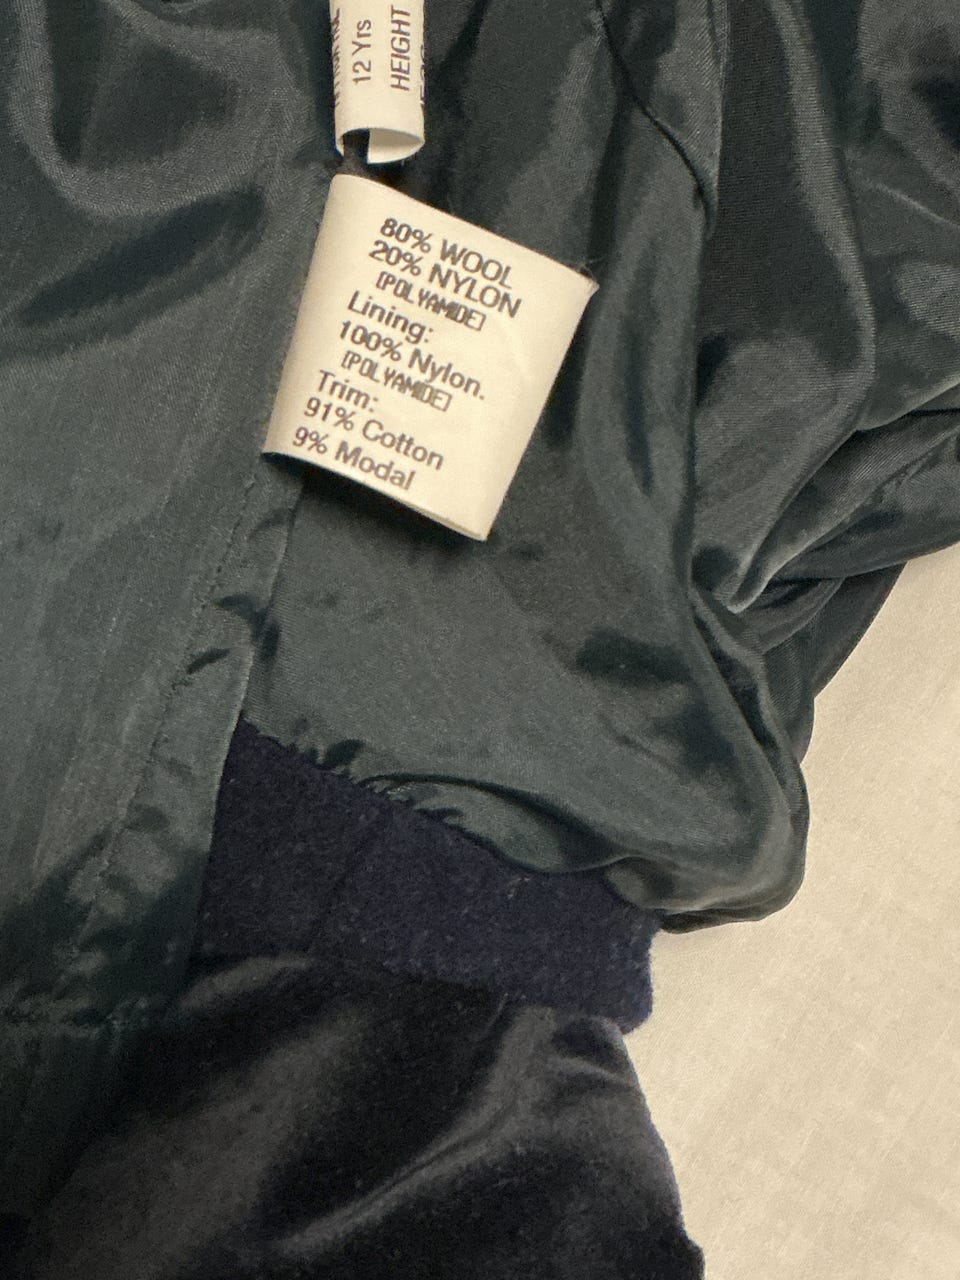 12 Yrs
HEIGHT
80% WOOL
20% NYLON
[POLYAMIDE]
Lining:
100% Nylon.
[POLYAMIDE]
Trim:
91% Cotton
9% Modal